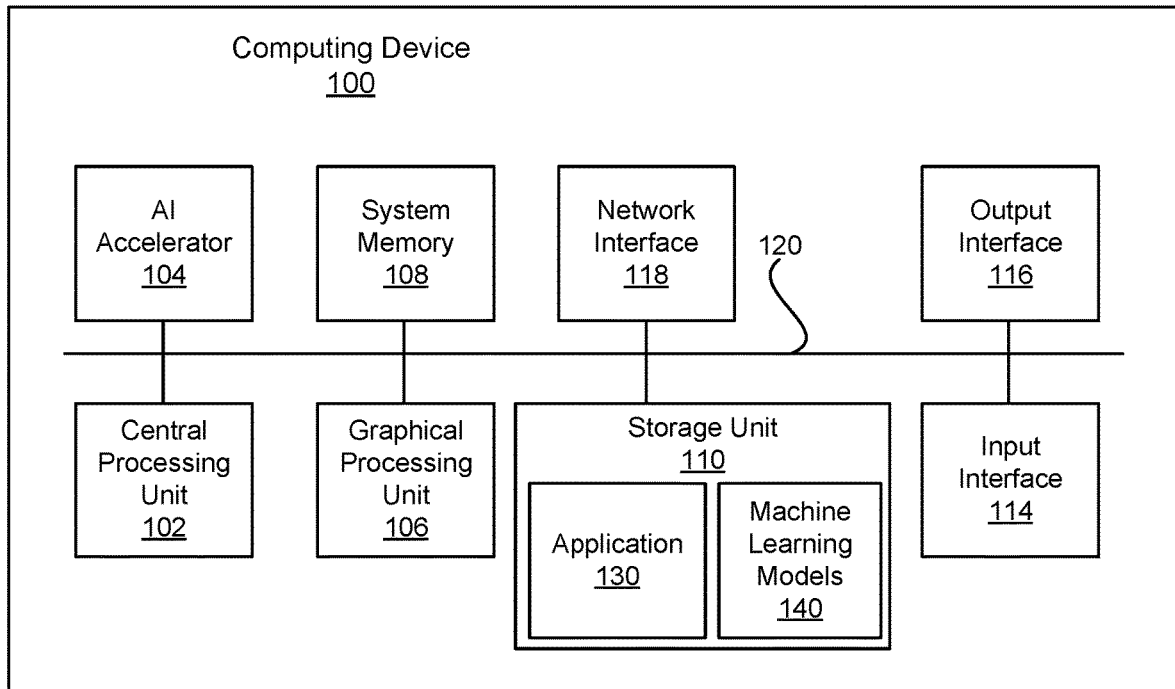 Computing Device
100
AI
Accelerator
104
System
Memory
108
Network
Interface
118
120
Output
Interface
116
Central
Processing
Unit
102
Graphical
Processing
Unit
106
Storage Unit
110
Application
130
Machine
Learning
Models
140
Input
Interface
114